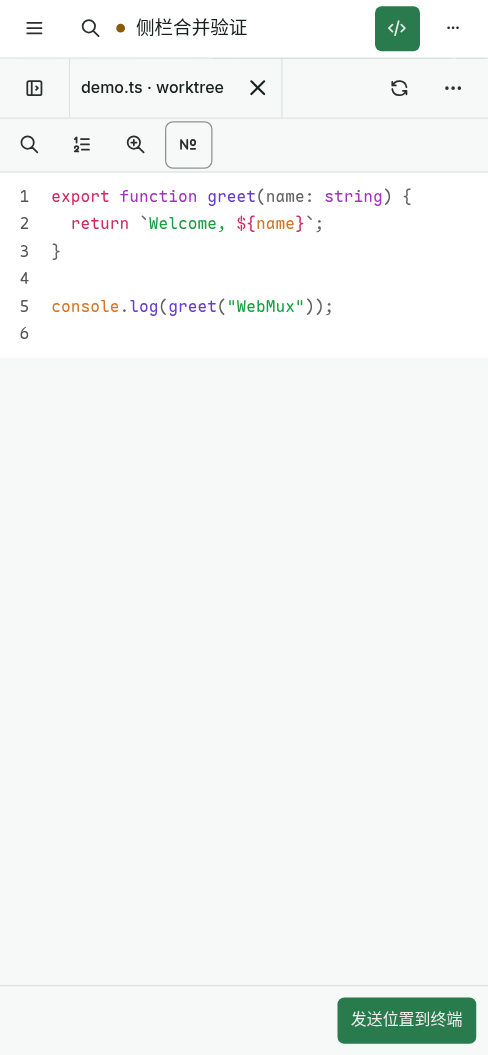 侧栏合并验证
</>
demo.ts · worktree
№
1 export function greet(name: string) {
2   return `Welcome, ${name}`;
3 }
4
5 console.log(greet("WebMux"));
6
发送位置到终端